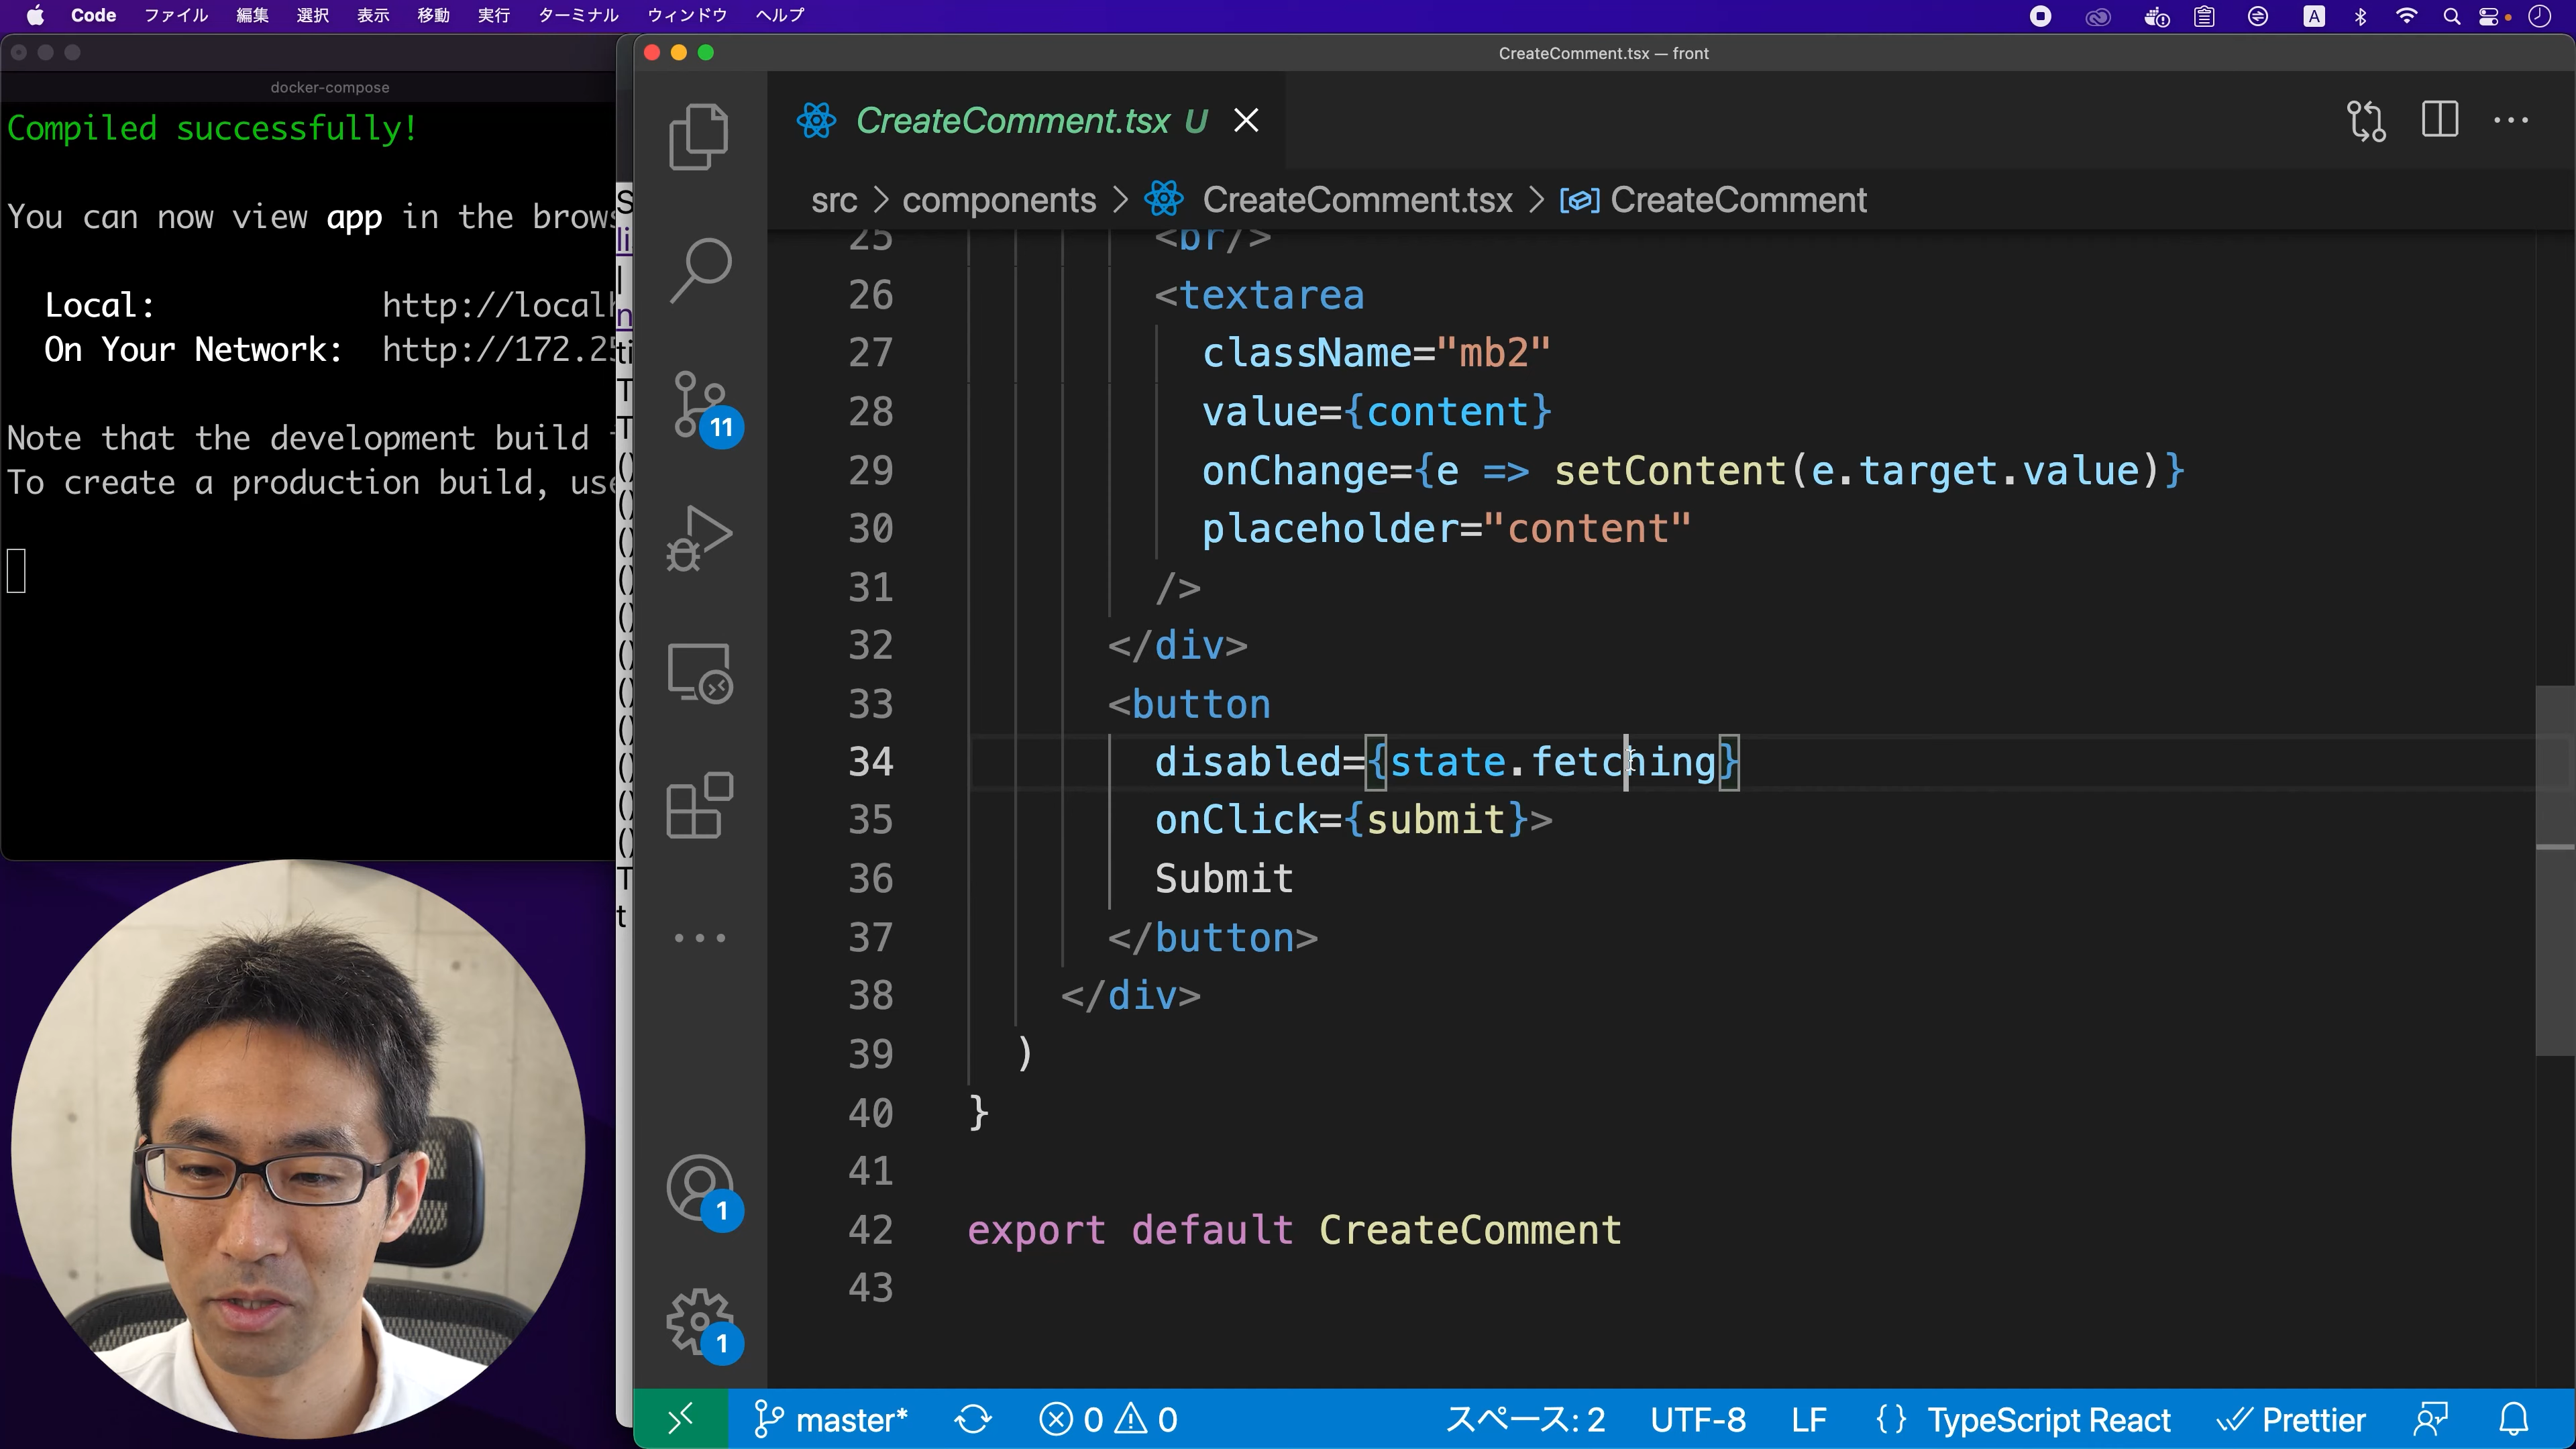 Code ファイル 編集 選択 表示 移動 実行 ターミナル ウィンドウ ヘルプ
A
docker-compose
Compiled successfully!
You can now view app in the brows
Local: http://local
On Your Network: http://172.2
Note that the development build
To create a production build, use
S
li
n
ti
T
T
()
()
()
()
()
()
()
()
()
()
()
T
t
CreateComment.tsx — front
CreateComment.tsx U
src > components > CreateComment.tsx > CreateComment
25 <br/>
26 <textarea
27 className="mb2"
28 value={content}
29 onChange={e => setContent(e.target.value)}
30 placeholder="content"
31 />
32 </div>
33 <button
34 disabled={state.fetching}
35 onClick={submit}>
36 Submit
37 </button>
38 </div>
39 )
40 }
41
42 export default CreateComment
43
11
1
1
master* 0 0 スペース: 2 UTF-8 LF {} TypeScript React Prettier